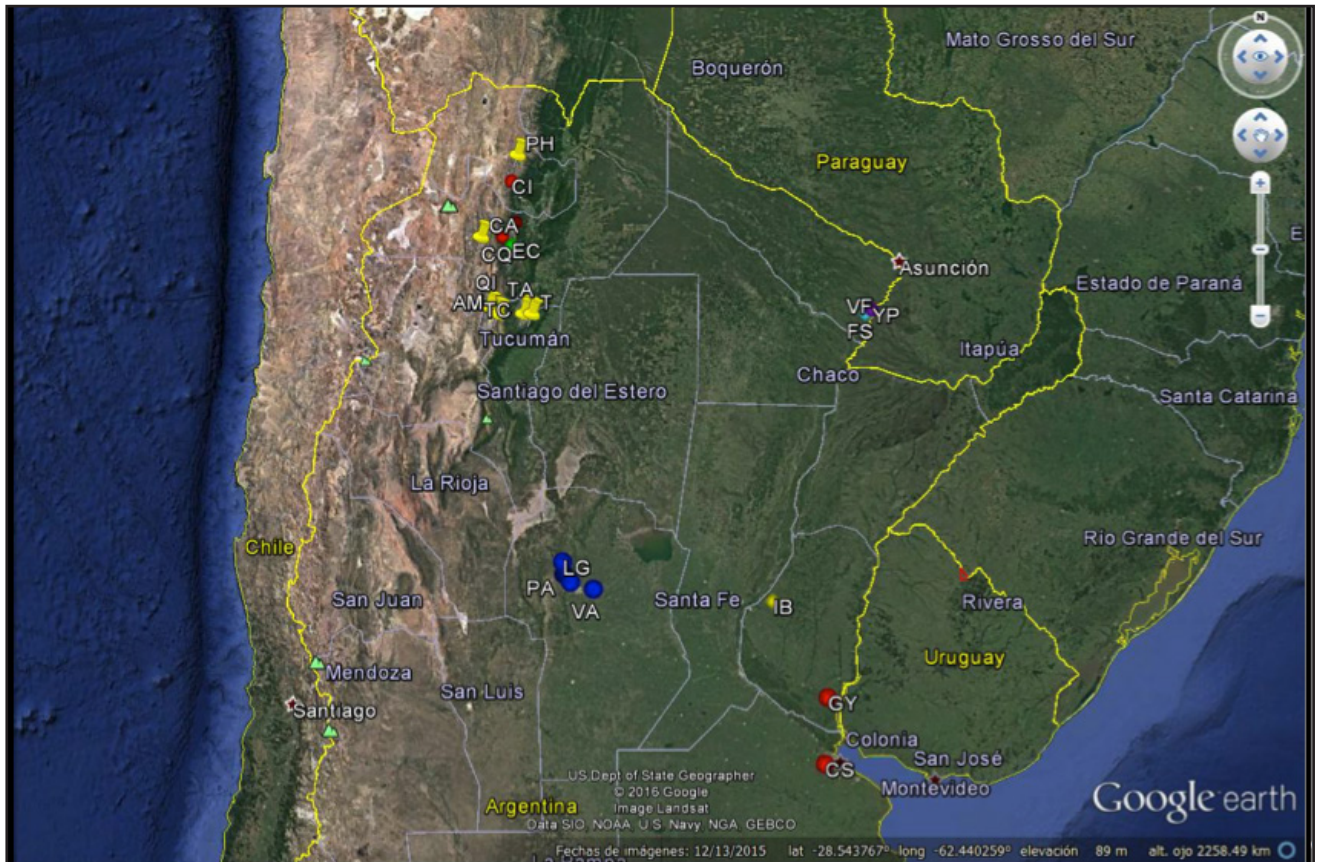 N
Mato Grosso del Sur
Boquerón
PH
Paraguay
CI
CA
CQ EC
Asunción
E
Estado de Paraná
QI TA
AM TC T
VF YP
FS
Tucumán
Itapúa
Chaco
Santiago del Estero
Santa Catarina
La Rioja
Chile
Rio Grande del Sur
LG
PA
San Juan
VA
Santa Fe
IB
Rivera
Uruguay
Mendoza
San Luis
Santiago
GY
Colonia
San José
CS
Montevideo
US Dept of State Geographer
© 2016 Google
Argentina
Image Landsat
Data SIO, NOAA, U.S. Navy, NGA, GEBCO
Google earth
Fechas de imágenes: 12/13/2015 lat -28.543767° long -62.440259° elevación 89 m alt. ojo 2258.49 km
La Pampa